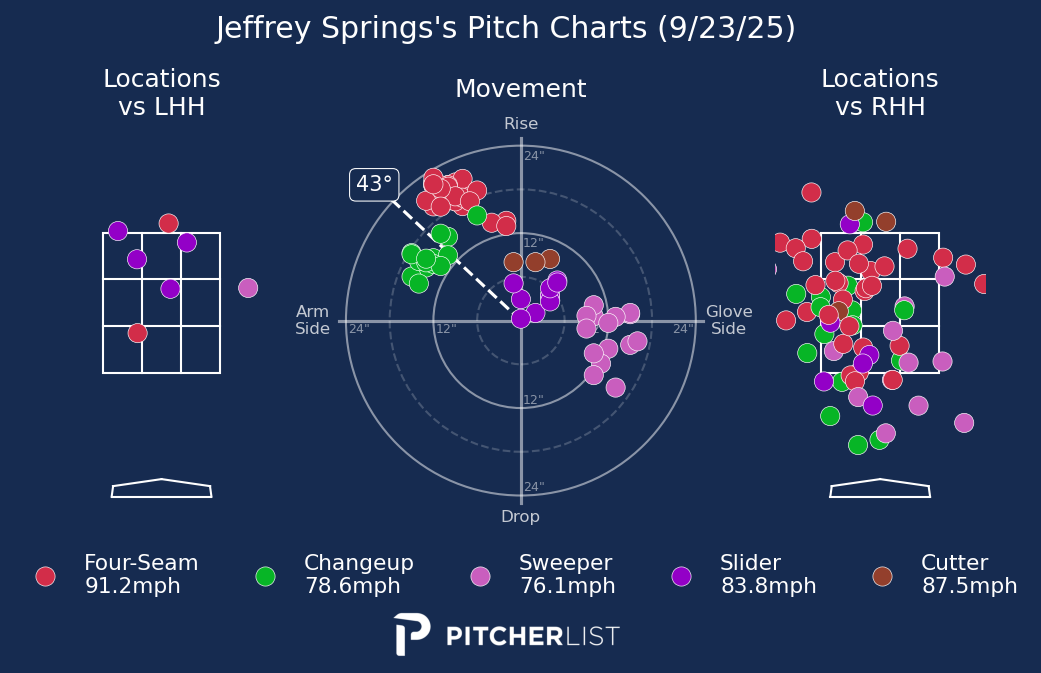 Jeffrey Springs's Pitch Charts (9/23/25)
Locations
vs LHH
Movement
Locations
vs RHH
Rise
24"
43°
12"
Arm
Side
24"
12"
24"
Glove
Side
12"
24"
Drop
Four-Seam
91.2mph
Changeup
78.6mph
Sweeper
76.1mph
Slider
83.8mph
Cutter
87.5mph
PITCHERLIST